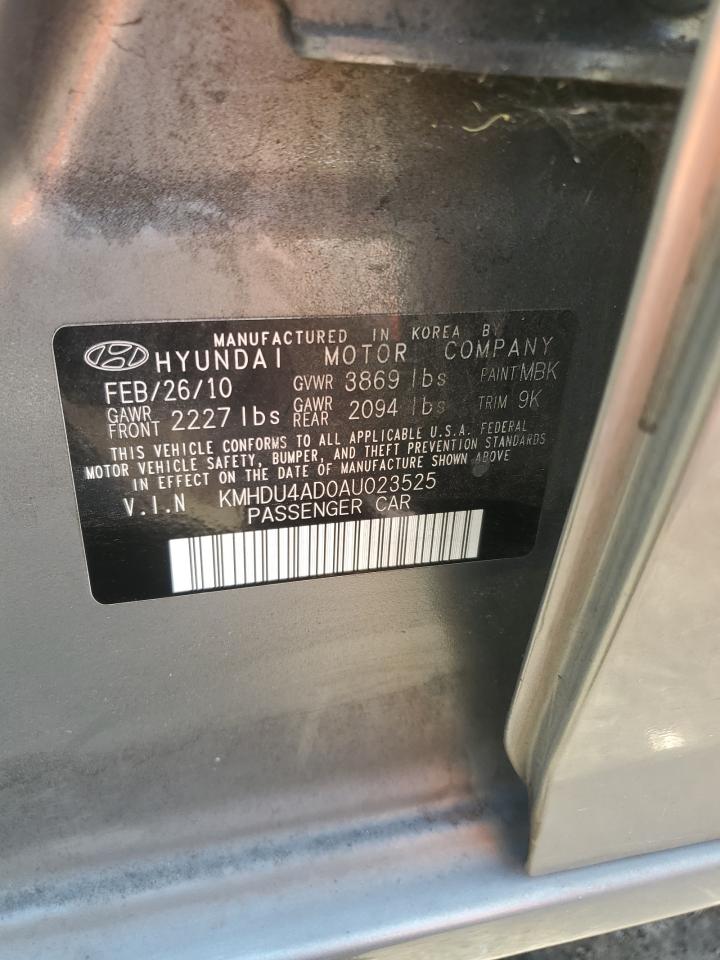 MANUFACTURED IN KOREA BY
HYUNDAI MOTOR COMPANY
FEB/26/10 GVWR 3869 lbs PAINT MBK
GAWR FRONT 2227 lbs GAWR REAR 2094 lbs TRIM 9K
THIS VEHICLE CONFORMS TO ALL APPLICABLE U.S.A. FEDERAL
MOTOR VEHICLE SAFETY, BUMPER, AND THEFT PREVENTION STANDARDS
IN EFFECT ON THE DATE OF MANUFACTURE SHOWN ABOVE
V.I.N KMHDU4AD0AU023525
PASSENGER CAR